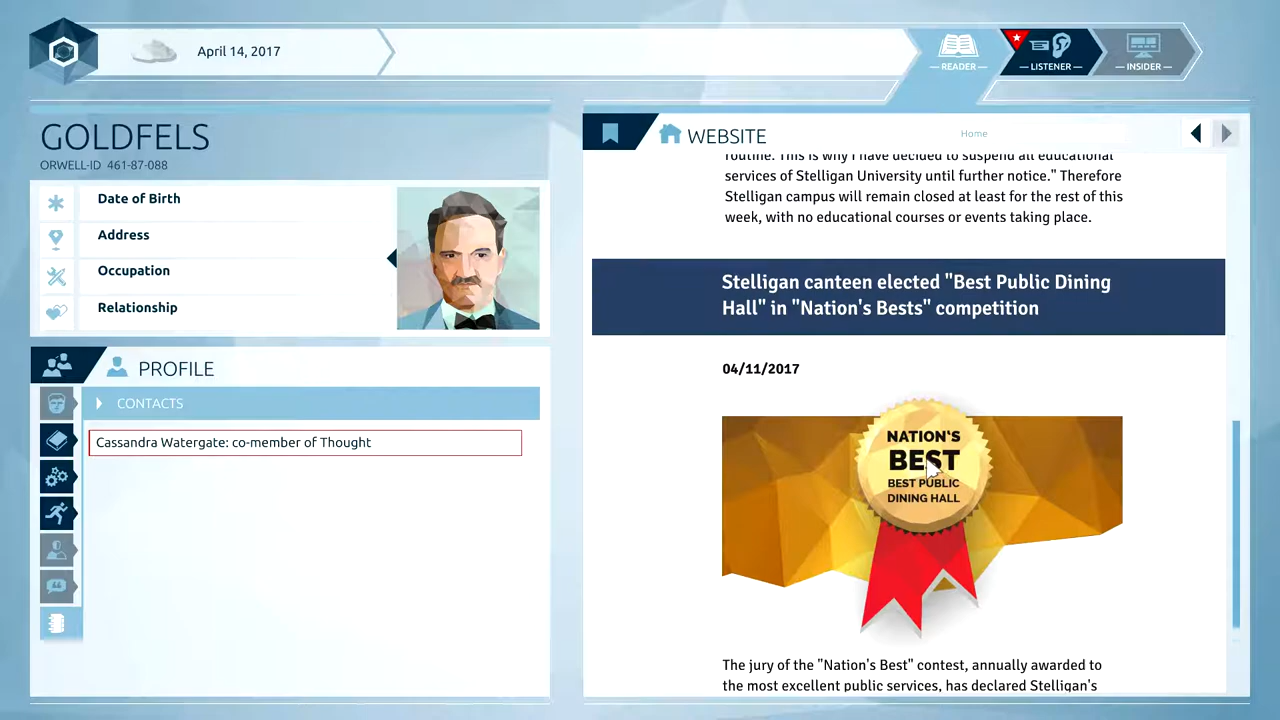 April 14, 2017
— READER —
— LISTENER —
— INSIDER —
GOLDFELS
ORWELL-ID 461-87-088
Date of Birth
Address
Occupation
Relationship
PROFILE
CONTACTS
Cassandra Watergate: co-member of Thought
WEBSITE
Home
routine. This is why I have decided to suspend all educational
services of Stelligan University until further notice." Therefore
Stelligan campus will remain closed at least for the rest of this
week, with no educational courses or events taking place.
Stelligan canteen elected "Best Public Dining
Hall" in "Nation's Bests" competition
04/11/2017
NATION'S
BEST
BEST PUBLIC
DINING HALL
The jury of the "Nation's Best" contest, annually awarded to
the most excellent public services, has declared Stelligan's